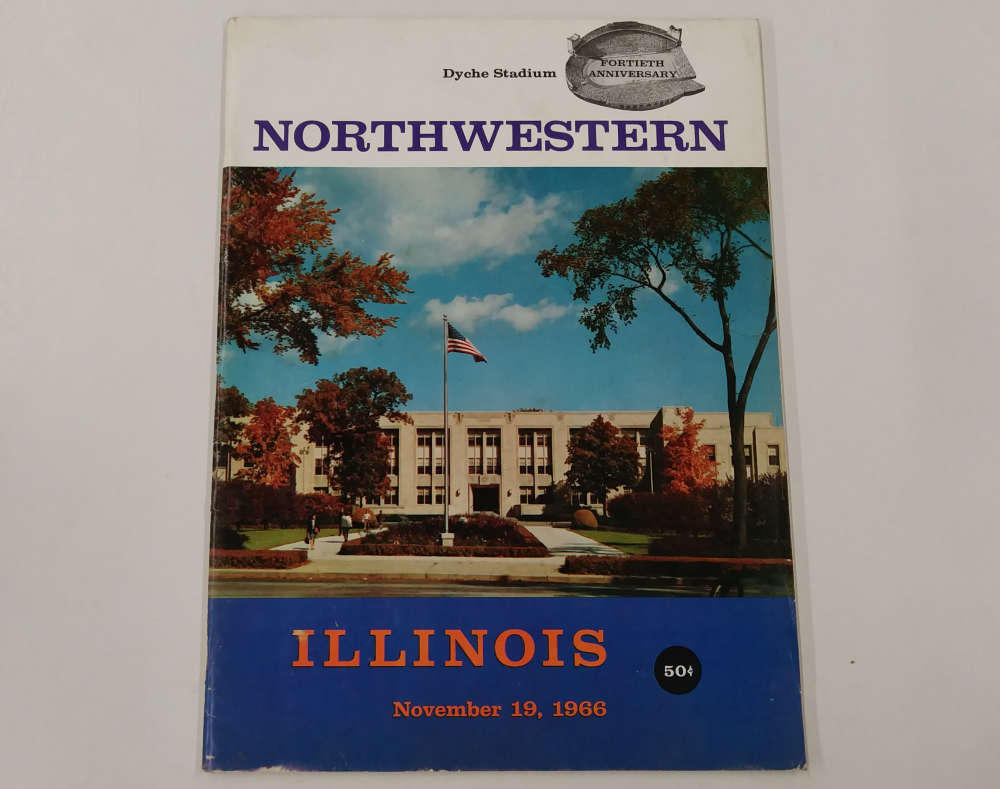 Dyche Stadium
FORTIETH
ANNIVERSARY
NORTHWESTERN
ILLINOIS
50¢
November 19, 1966